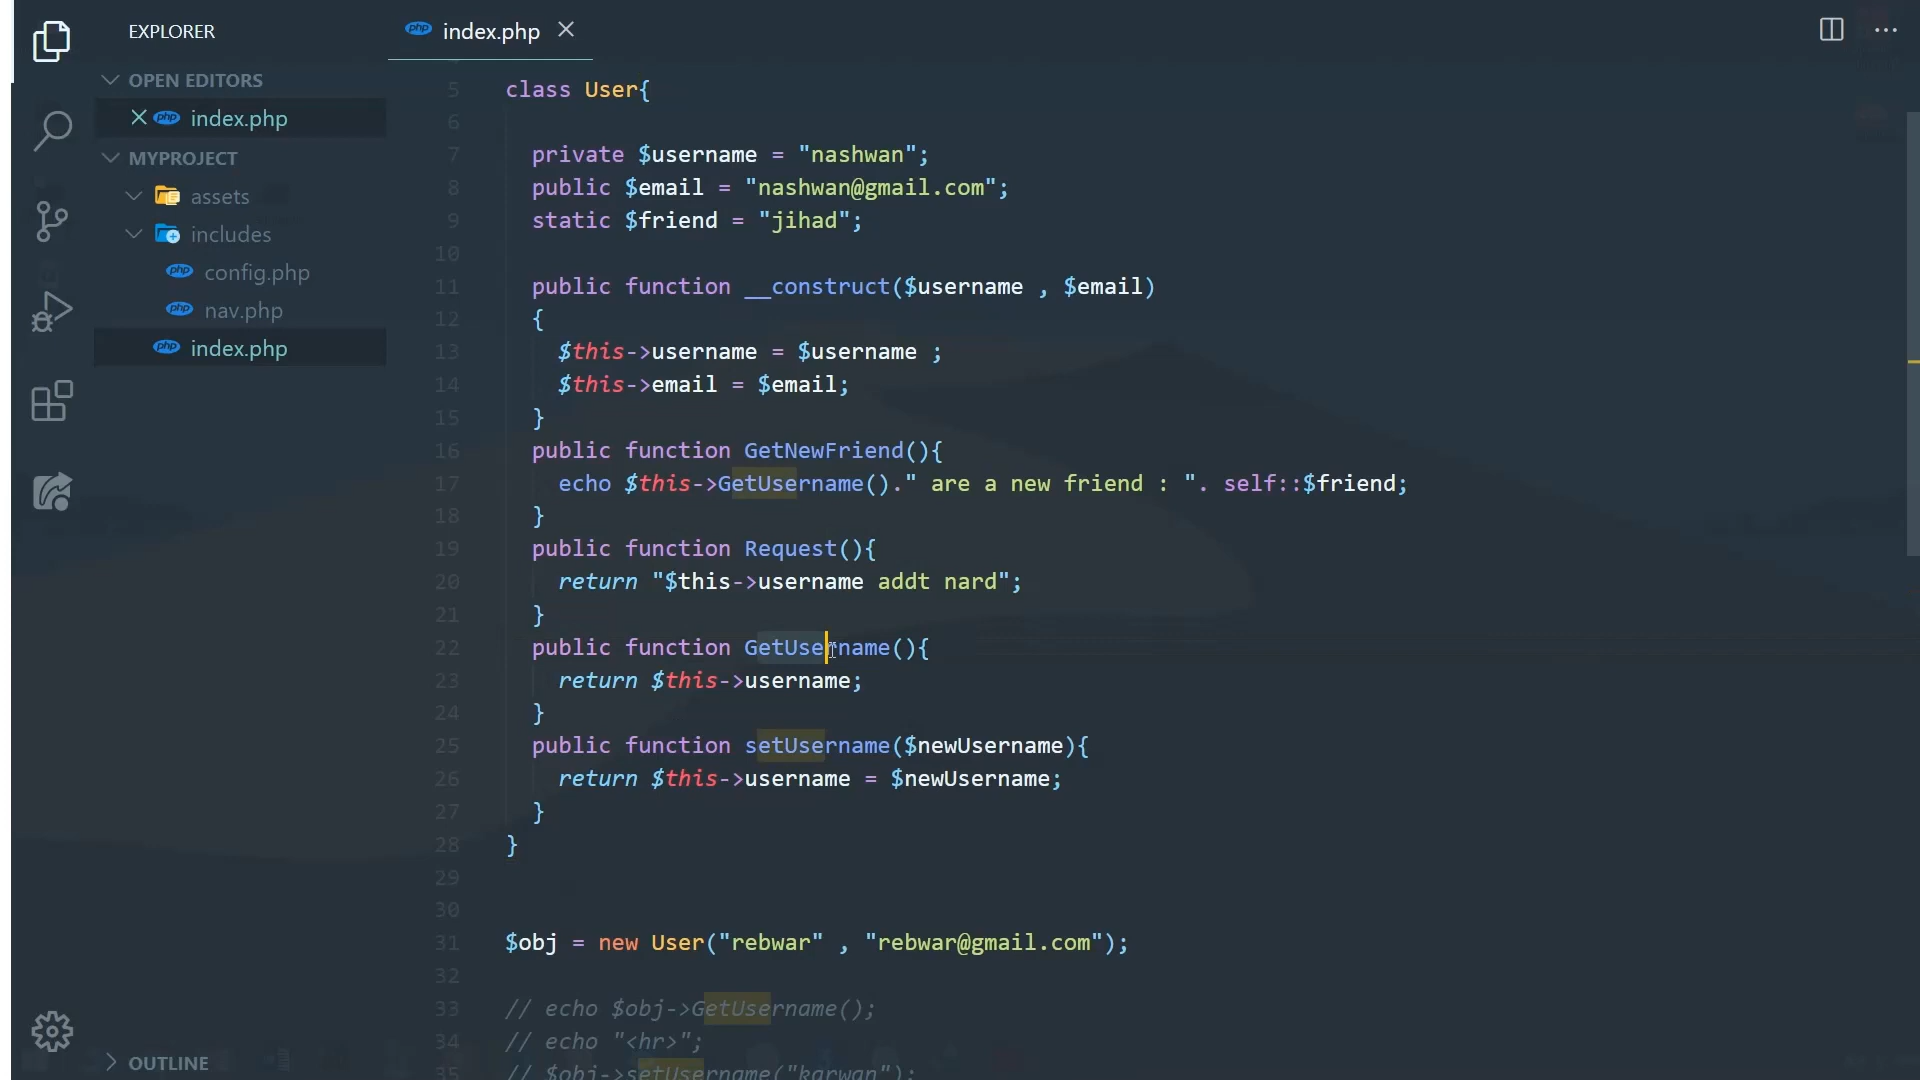 EXPLORER
index.php
OPEN EDITORS
index.php
MYPROJECT
assets
includes
config.php
nav.php
index.php
OUTLINE
5 class User{
6
7 private $username = "nashwan";
8 public $email = "nashwan@gmail.com";
9 static $friend = "jihad";
10
11 public function __construct($username , $email)
12 {
13 $this->username = $username ;
14 $this->email = $email;
15 }
16 public function GetNewFriend(){
17 echo $this->GetUsername()." are a new friend : ". self::$friend;
18 }
19 public function Request(){
20 return "$this->username addt nard";
21 }
22 public function GetUsername(){
23 return $this->username;
24 }
25 public function setUsername($newUsername){
26 return $this->username = $newUsername;
27 }
28 }
29
30
31 $obj = new User("rebwar" , "rebwar@gmail.com");
32
33 // echo $obj->GetUsername();
34 // echo "<hr>";
35 // $obj->setUsername("karwan");